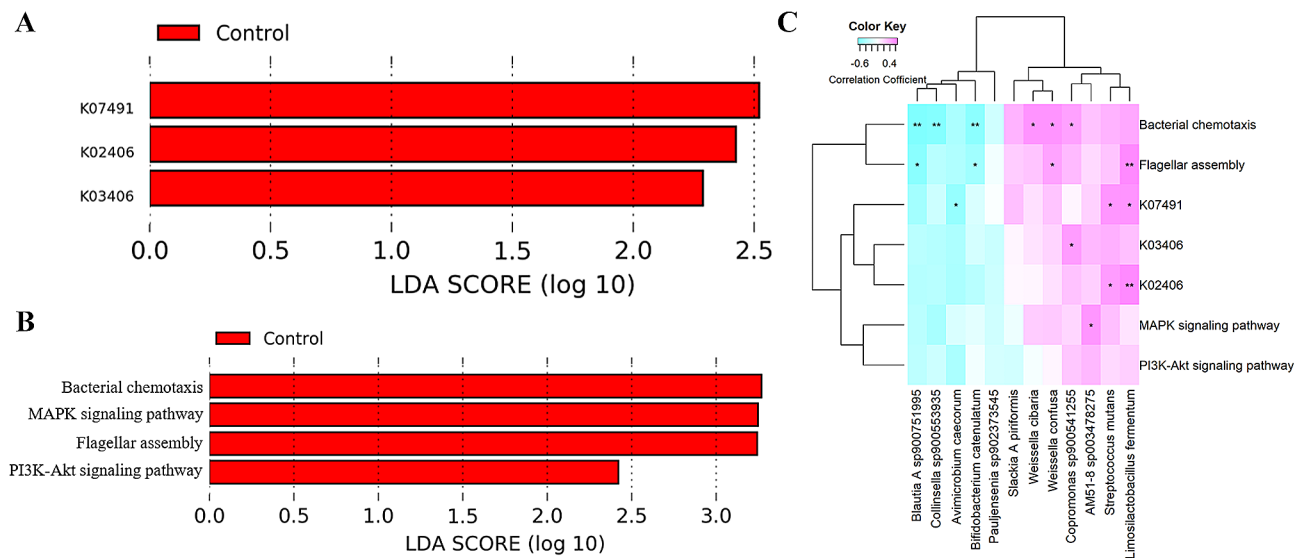 A
Control
K07491
K02406
K03406
0.0 0.5 1.0 1.5 2.0 2.5
LDA SCORE (log 10)
B
Control
Bacterial chemotaxis
MAPK signaling pathway
Flagellar assembly
PI3K-Akt signaling pathway
0.0 0.5 1.0 1.5 2.0 2.5 3.0
LDA SCORE (log 10)
C
Color Key
-0.6 0.4
Correlation Cofficient
** ** ** * * * Bacterial chemotaxis
* * * ** Flagellar assembly
* * * K07491
* K03406
* ** K02406
* MAPK signaling pathway
PI3K-Akt signaling pathway
Blautia A sp900751995
Collinsella sp900553935
Avimicrobium caecorum
Bifidobacterium catenulatum
Pauljensenia sp902373545
Slackia A piriformis
Weissella cibaria
Weissella confusa
Copromonas sp900541255
AM51-8 sp003478275
Streptococcus mutans
Limosilactobacillus fermentum